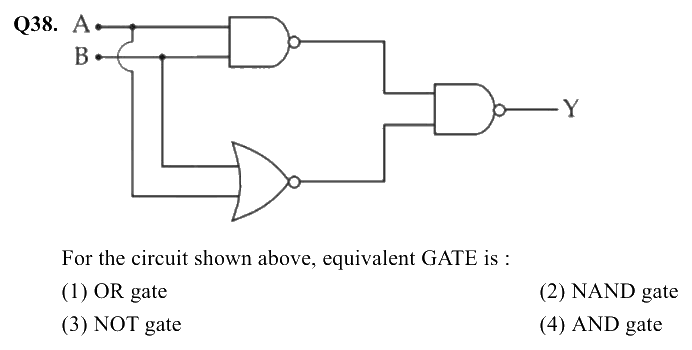 Q38. A
B
Y
For the circuit shown above, equivalent GATE is :
(1) OR gate (2) NAND gate
(3) NOT gate (4) AND gate